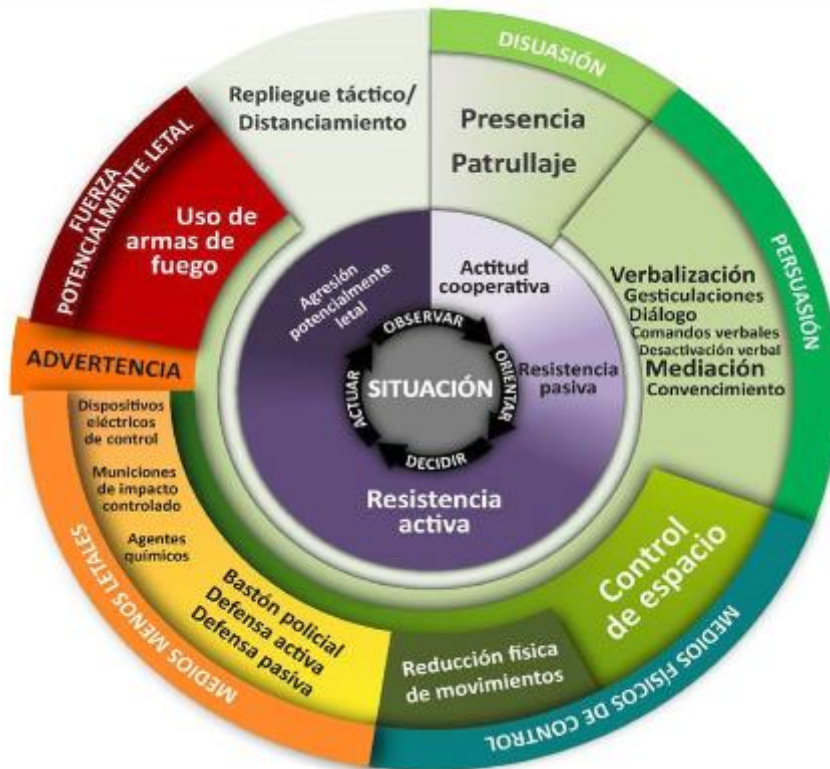 DISUASIÓN
Presencia
Patrullaje
PERSUASIÓN
Verbalización
Gesticulaciones
Diálogo
Comandos verbales
Desactivación verbal
Mediación
Convencimiento
MEDIOS FÍSICOS DE CONTROL
Control
de espacio
Reducción física
de movimientos
MEDIOS MENOS LETALES
Bastón policial
Defensa activa
Defensa pasiva
Agentes
químicos
Municiones
de impacto
controlado
Dispositivos
eléctricos
de control
ADVERTENCIA
FUERZA
POTENCIALMENTE LETAL
Uso de
armas de
fuego
Repliegue táctico/
Distanciamiento
Actitud
cooperativa
Resistencia
pasiva
Resistencia
activa
Agresión
potencialmente
letal
OBSERVAR
ORIENTAR
DECIDIR
ACTUAR
SITUACIÓN